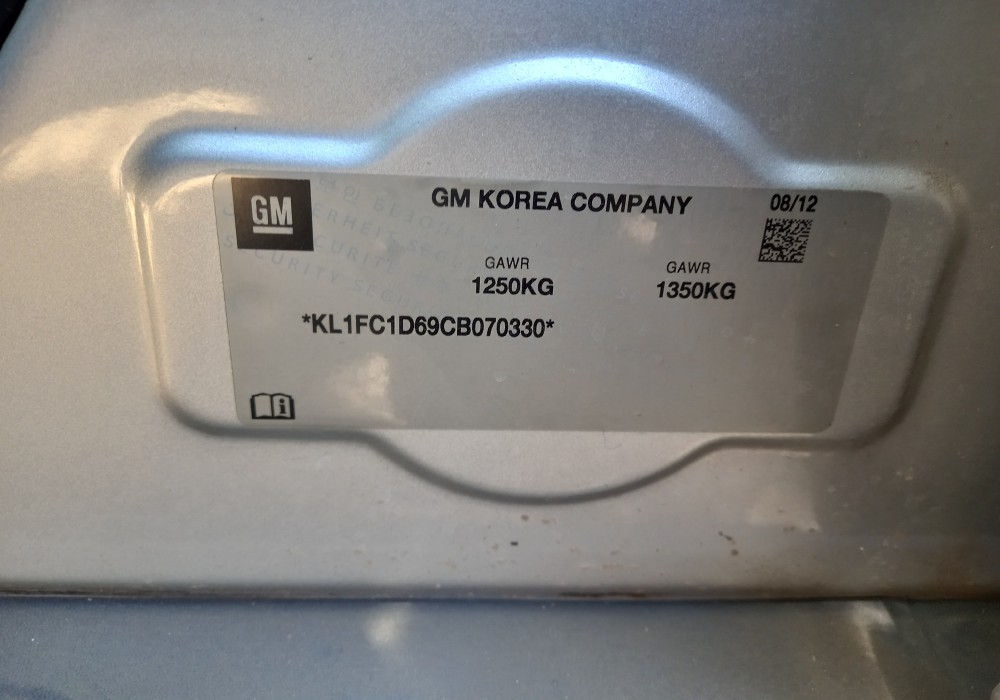 GM
GM KOREA COMPANY
08/12
GAWR
1250KG
GAWR
1350KG
*KL1FC1D69CB070330*
i